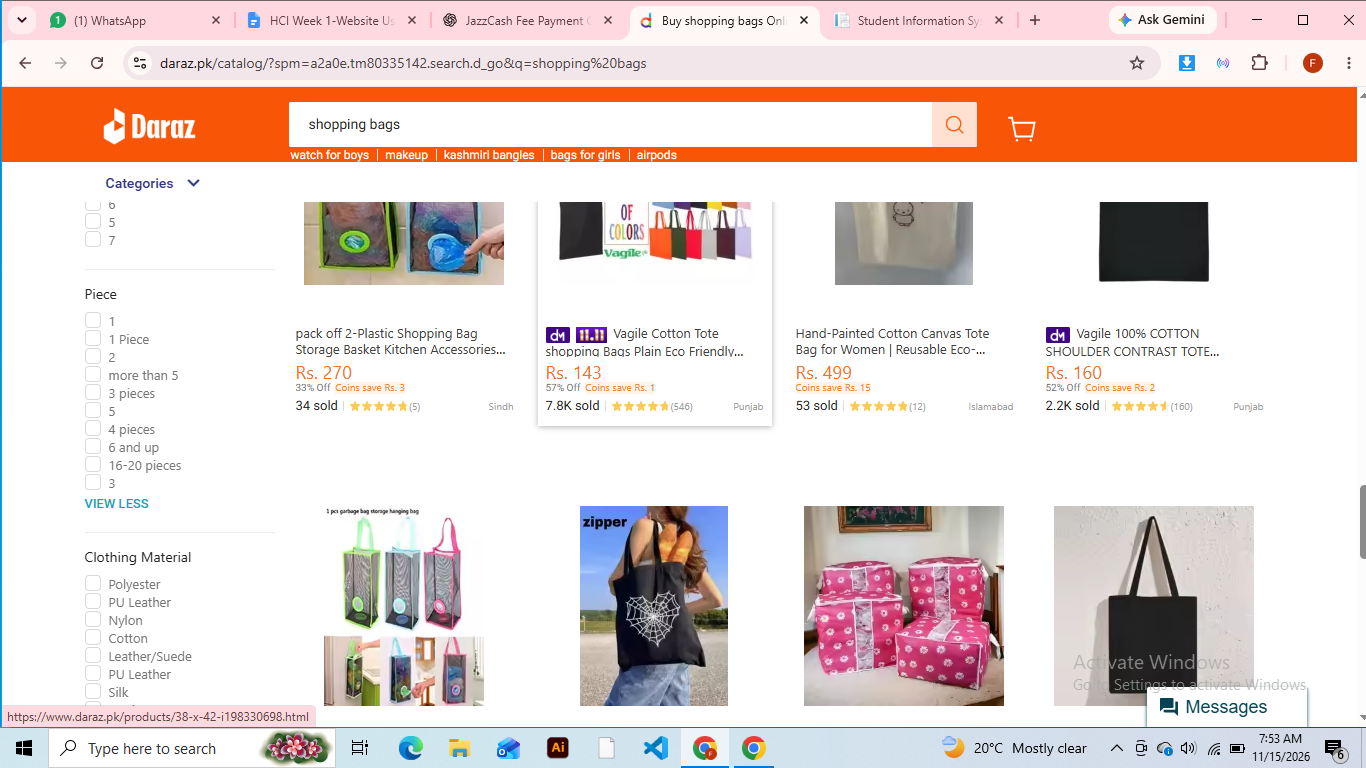 (1) WhatsApp
HCI Week 1-Website Us
JazzCash Fee Payment
Buy shopping bags Onl
Student Information Sy
Ask Gemini
daraz.pk/catalog/?spm=a2a0e.tm80335142.search.d_go&q=shopping%20bags
F
Daraz
shopping bags
watch for boys
makeup
kashmiri bangles
bags for girls
airpods
Categories
6
5
7
Piece
1
1 Piece
2
more than 5
3 pieces
5
4 pieces
6 and up
16-20 pieces
3
VIEW LESS
Clothing Material
Polyester
PU Leather
Nylon
Cotton
Leather/Suede
PU Leather
Silk
pack off 2-Plastic Shopping Bag
Storage Basket Kitchen Accessories...
Rs. 270
33% Off Coins save Rs. 3
34 sold (5) Sindh
OF
COLORS
Vagile
dM 11.11 Vagile Cotton Tote
shopping Bags Plain Eco Friendly...
Rs. 143
57% Off Coins save Rs. 1
7.8K sold (546) Punjab
Hand-Painted Cotton Canvas Tote
Bag for Women | Reusable Eco-...
Rs. 499
Coins save Rs. 15
53 sold (12) Islamabad
dM Vagile 100% COTTON
SHOULDER CONTRAST TOTE...
Rs. 160
52% Off Coins save Rs. 2
2.2K sold (160) Punjab
1 pcs garbage bag storage hanging bag
zipper
Activate Windows
Go to Settings to activate Windows.
Messages
https://www.daraz.pk/products/38-x-42-i198330698.html
Type here to search
Ai
F
20°C Mostly clear
7:53 AM
11/15/2026
6